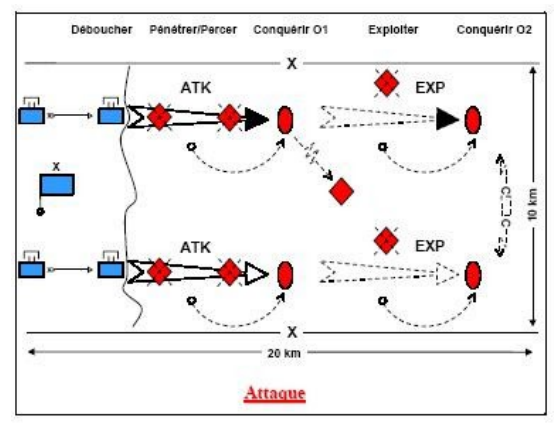 Déboucher Pénétrer/Percer Conquérir O1 Exploiter Conquérir O2
X
ATK EXP
X
10 km
ATK EXP
X
20 km
Attaque